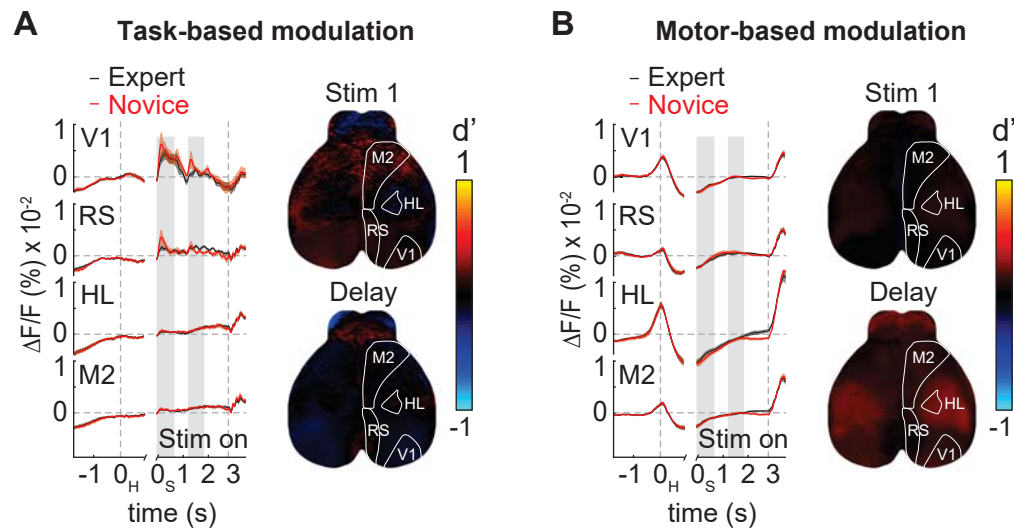 A Task-based modulation
– Expert
– Novice
Stim 1
d'
1
-1
V1
1
0
RS
1
0
HL
1
0
M2
1
0
ΔF/F (%) x 10-2
Stim on
-1 0H 0S 1 2 3
time (s)
M2
HL
RS
V1
Delay
M2
HL
RS
V1
B Motor-based modulation
– Expert
– Novice
Stim 1
d'
1
-1
V1
1
0
RS
1
0
HL
1
0
M2
1
0
ΔF/F (%) x 10-2
Stim on
-1 0H 0S 1 2 3
time (s)
M2
HL
RS
V1
Delay
M2
HL
RS
V1